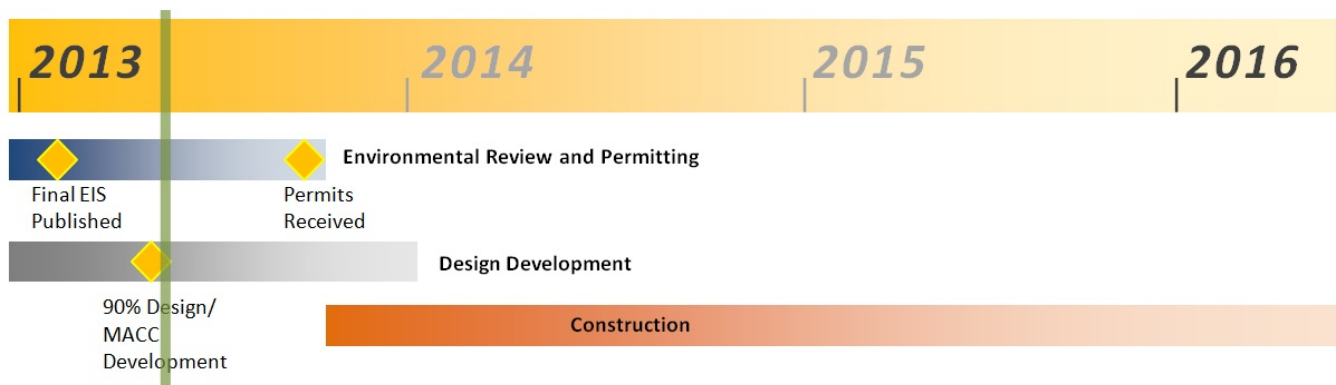 2013 2014 2015 2016
Environmental Review and Permitting
Final EIS
Published
Permits
Received
Design Development
90% Design/
MACC
Development
Construction